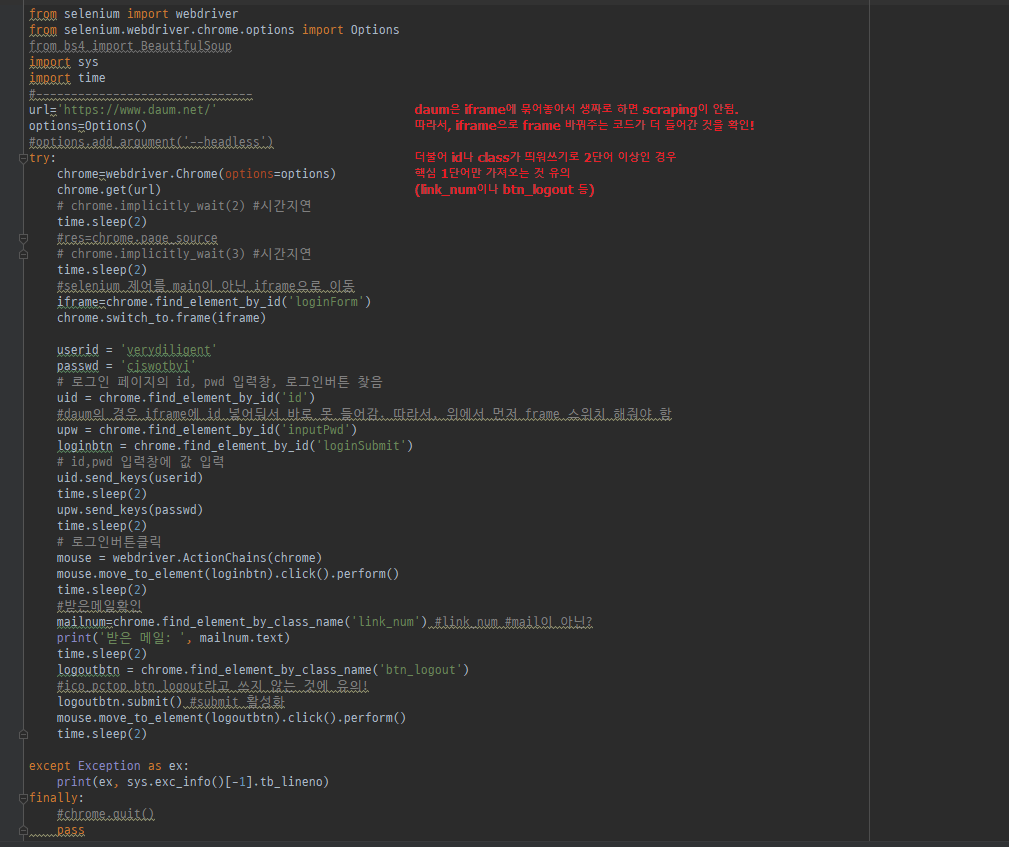 from selenium import webdriver
from selenium.webdriver.chrome.options import Options
from bs4 import BeautifulSoup
import sys
import time
#-------------------------------
url='https://www.daum.net/'
options=Options()
#options.add_argument('--headless')
try:
    chrome=webdriver.Chrome(options=options)
    chrome.get(url)
    # chrome.implicitly_wait(2) #시간지연
    time.sleep(2)
    #res=chrome.page_source
    # chrome.implicitly_wait(3) #시간지연
    time.sleep(2)
    #selenium 제어를 main이 아닌 iframe으로 이동
    iframe=chrome.find_element_by_id('loginForm')
    chrome.switch_to.frame(iframe)
    userid = 'verydiligent'
    passwd = 'cjswotbyj'
    # 로그인 페이지의 id, pwd 입력창, 로그인버튼 찾음
    uid = chrome.find_element_by_id('id')
    #daum의 경우 iframe에 id 넣어둬서 바로 못 들어감. 따라서, 위에서 먼저 frame 스위치 해줘야 함
    upw = chrome.find_element_by_id('inputPwd')
    loginbtn = chrome.find_element_by_id('loginSubmit')
    # id,pwd 입력창에 값 입력
    uid.send_keys(userid)
    time.sleep(2)
    upw.send_keys(passwd)
    time.sleep(2)
    # 로그인버튼클릭
    mouse = webdriver.ActionChains(chrome)
    mouse.move_to_element(loginbtn).click().perform()
    time.sleep(2)
    #받은메일확인
    mailnum=chrome.find_element_by_class_name('link_num') #link_num #mail이 아닌?
    print('받은 메일: ', mailnum.text)
    time.sleep(2)
    logoutbtn = chrome.find_element_by_class_name('btn_logout')
    #ico_pctop btn_logout라고 쓰지 않는 것에 유의!
    logoutbtn.submit() #submit 활성화
    mouse.move_to_element(logoutbtn).click().perform()
    time.sleep(2)
except Exception as ex:
    print(ex, sys.exc_info()[-1].tb_lineno)
finally:
    #chrome.quit()
    pass
daum은 iframe에 묶어놓아서 생짜로 하면 scraping이 안됨.
따라서, iframe으로 frame 바꿔주는 코드가 더 들어간 것를 확인!
더불어 id나 class가 띄워쓰기로 2단어 이상인 경우
핵심 1단어만 가져오는 것 유의
(link_num이나 btn_logout 등)